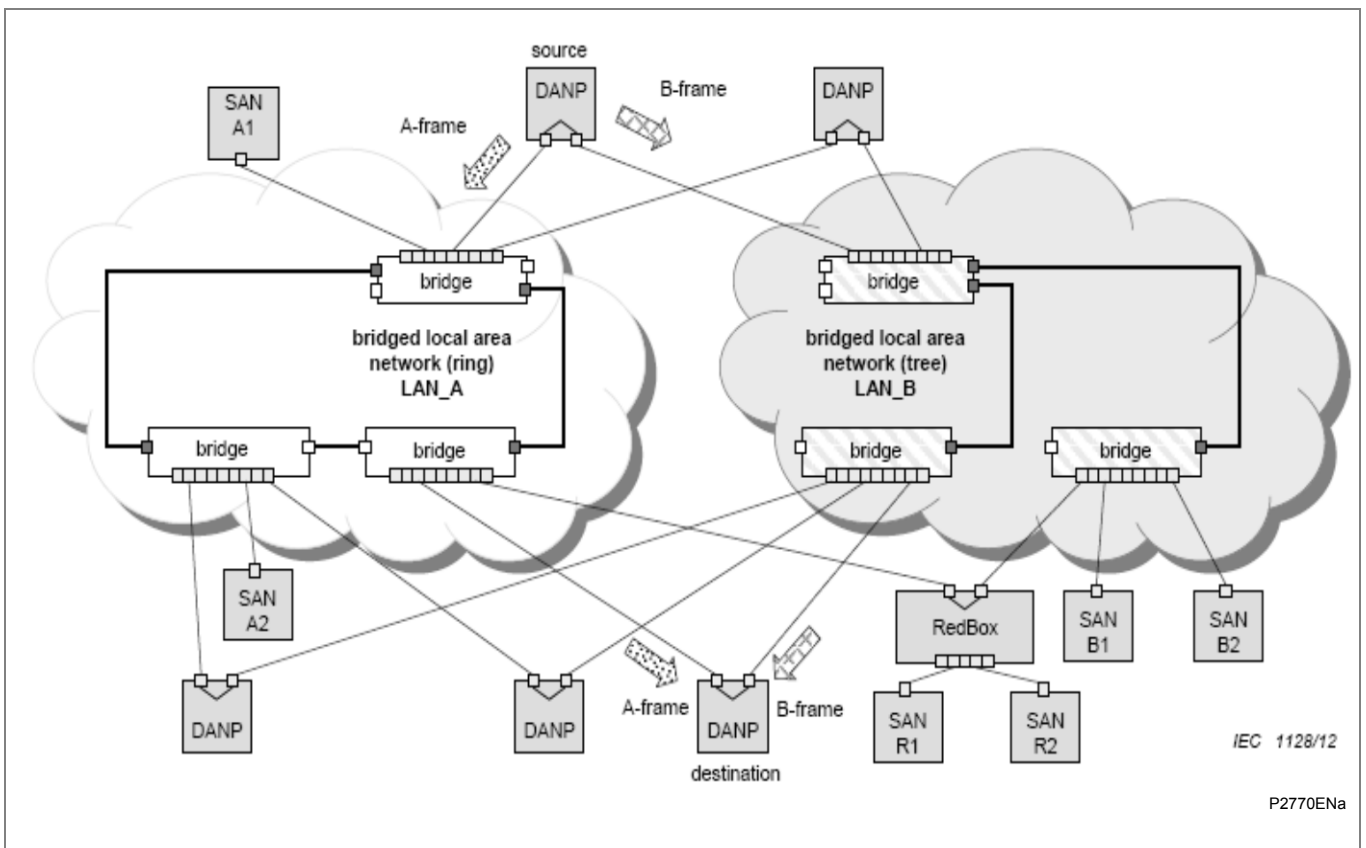 source
DANP
B-frame
DANP
SAN
A1
A-frame
bridge
bridge
bridged local area
network (ring)
LAN_A
bridged local area
network (tree)
LAN_B
bridge
bridge
bridge
bridge
SAN
A2
RedBox
SAN
B1
SAN
B2
DANP
DANP
A-frame
DANP
B-frame
SAN
R1
SAN
R2
destination
IEC 1128/12
P2770ENa